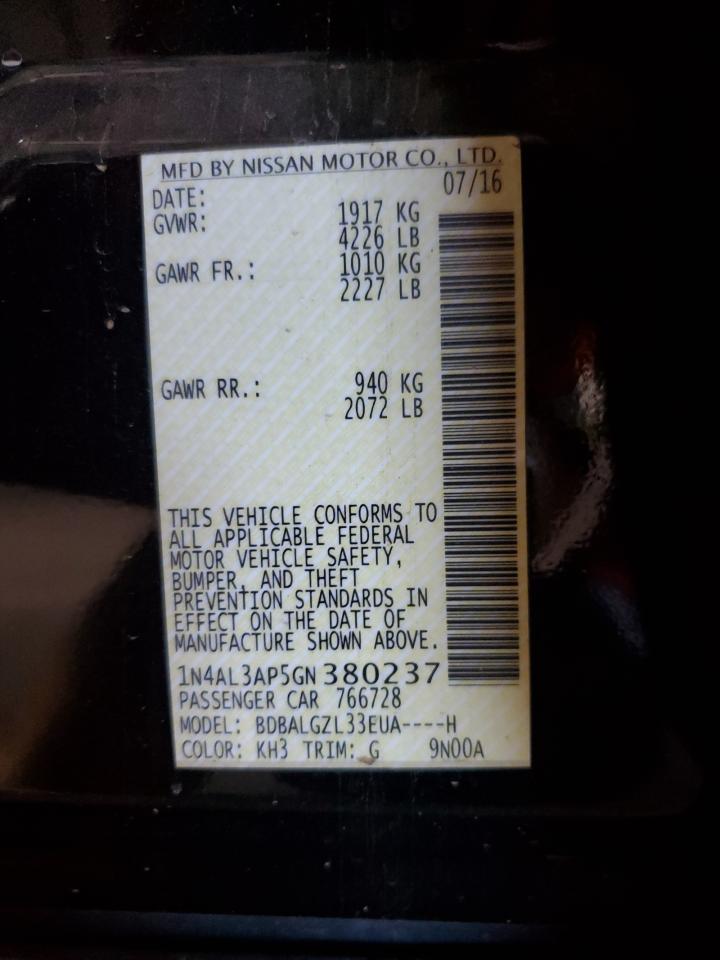 MFD BY NISSAN MOTOR CO., LTD.
DATE: 07/16
GVWR: 1917 KG
4226 LB
GAWR FR.: 1010 KG
2227 LB
GAWR RR.: 940 KG
2072 LB
THIS VEHICLE CONFORMS TO
ALL APPLICABLE FEDERAL
MOTOR VEHICLE SAFETY,
BUMPER, AND THEFT
PREVENTION STANDARDS IN
EFFECT ON THE DATE OF
MANUFACTURE SHOWN ABOVE.
1N4AL3AP5GN380237
PASSENGER CAR 766728
MODEL: BDBALGZL33EUA----H
COLOR: KH3 TRIM: G 9N00A